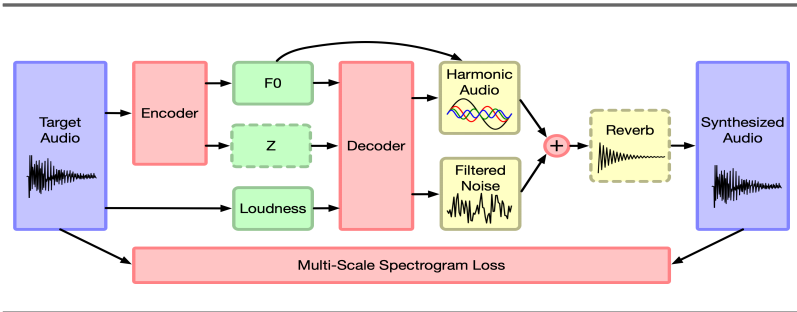 Target
Audio
Encoder
F0
Z
Loudness
Decoder
Harmonic
Audio
Filtered
Noise
+
Reverb
Synthesized
Audio
Multi-Scale Spectrogram Loss